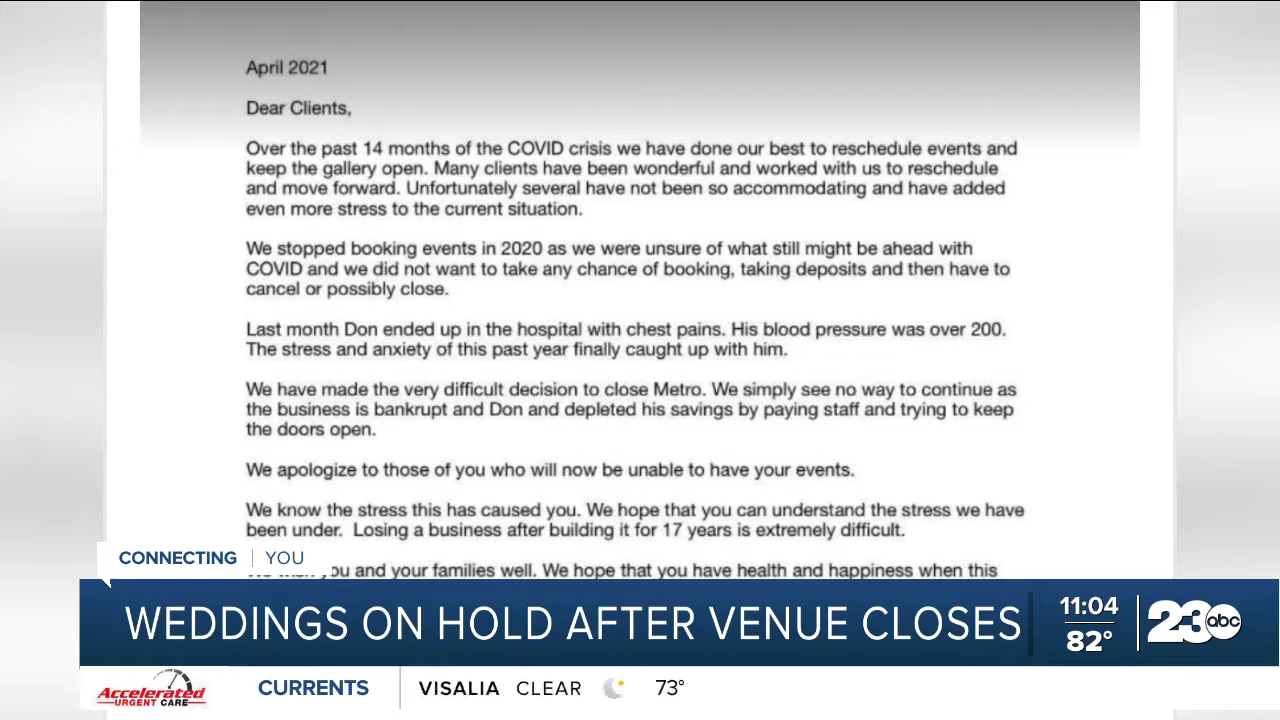 April 2021
Dear Clients,
Over the past 14 months of the COVID crisis we have done our best to reschedule events and
keep the gallery open. Many clients have been wonderful and worked with us to reschedule
and move forward. Unfortunately several have not been so accommodating and have added
even more stress to the current situation.
We stopped booking events in 2020 as we were unsure of what still might be ahead with
COVID and we did not want to take any chance of booking, taking deposits and then have to
cancel or possibly close.
Last month Don ended up in the hospital with chest pains. His blood pressure was over 200.
The stress and anxiety of this past year finally caught up with him.
We have made the very difficult decision to close Metro. We simply see no way to continue as
the business is bankrupt and Don and depleted his savings by paying staff and trying to keep
the doors open.
We apologize to those of you who will now be unable to have your events.
We know the stress this has caused you. We hope that you can understand the stress we have
been under. Losing a business after building it for 17 years is extremely difficult.
you and your families well. We hope that you have health and happiness when this
CONNECTING | YOU
WEDDINGS ON HOLD AFTER VENUE CLOSES
11:04
82°
23 abc
Accelerated
URGENT CARE
CURRENTS
VISALIA CLEAR 73°